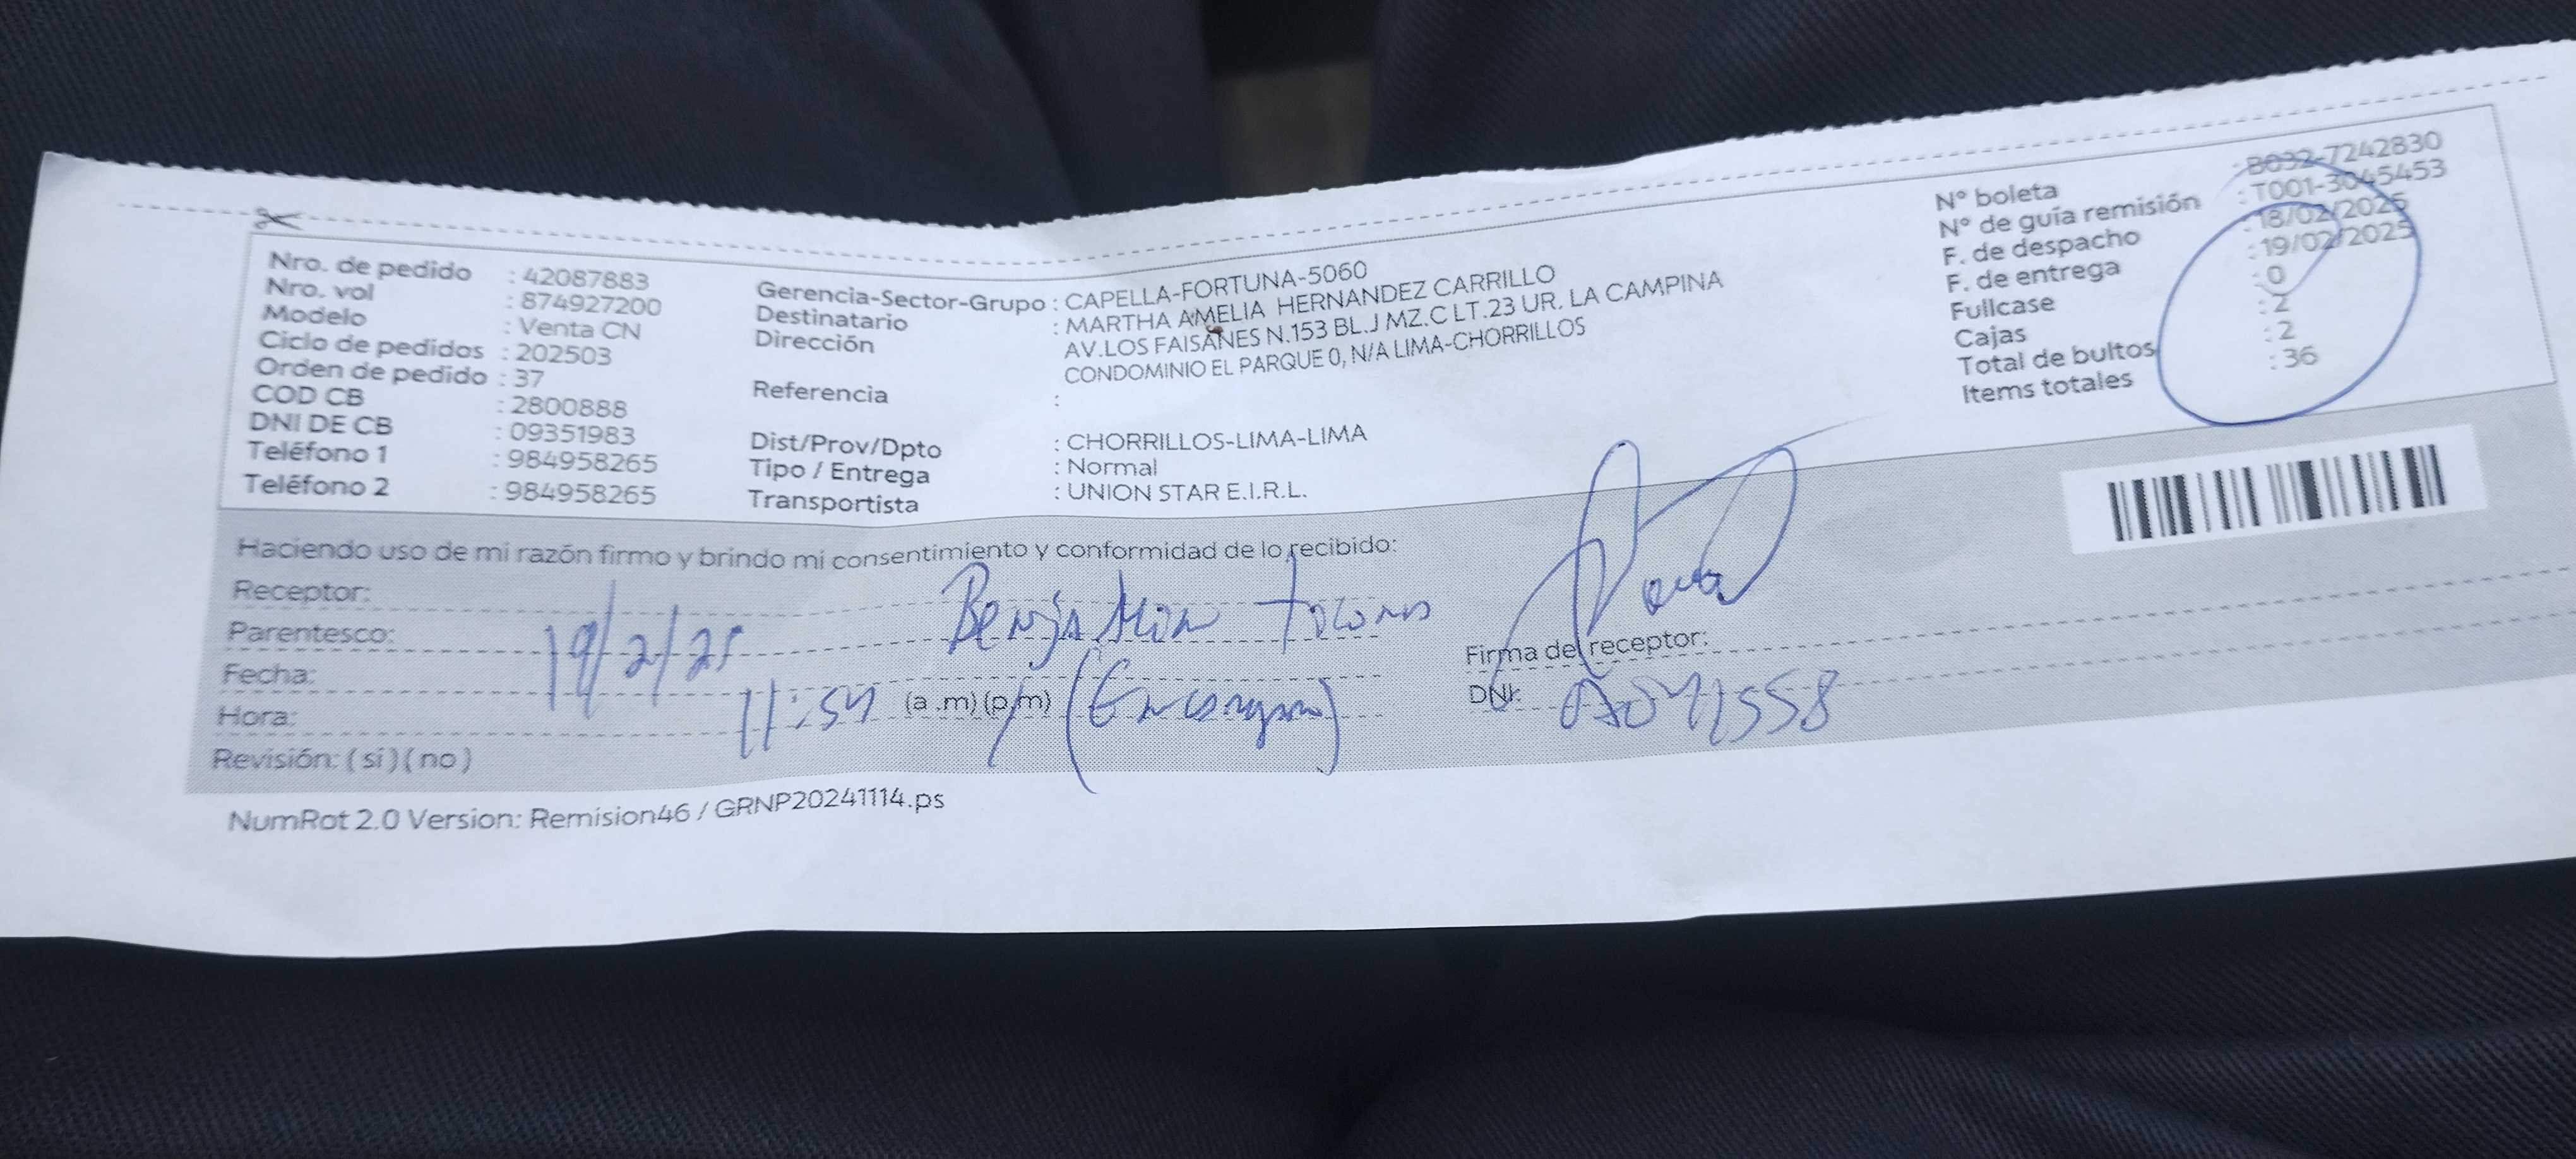 Nro. de pedido : 42087883
Nro. vol : 874927200
Modelo : Venta CN
Ciclo de pedidos : 202503
Orden de pedido : 37
COD CB : 2800888
DNI DE CB : 09351983
Teléfono 1 : 984958265
Teléfono 2 : 984958265
Gerencia-Sector-Grupo : CAPELLA-FORTUNA-5060
Destinatario : MARTHA AMELIA HERNANDEZ CARRILLO
Dirección AV.LOS FAISANES N.153 BL.J MZ.C LT.23 UR. LA CAMPINA
CONDOMINIO EL PARQUE 0, N/A LIMA-CHORRILLOS
Referencia :
Dist/Prov/Dpto : CHORRILLOS-LIMA-LIMA
Tipo / Entrega : Normal
Transportista : UNION STAR E.I.R.L.
N° boleta : B032-7242830
N° de guía remisión : T001-3045453
F. de despacho : 18/02/2025
F. de entrega : 19/02/2025
Fullcase : 0
Cajas : 2
Total de bultos : 2
Items totales : 36
Haciendo uso de mi razón firmo y brindo mi consentimiento y conformidad de lo recibido:
Receptor: Benjamin
Parentesco:
Fecha: 19/2/25
Hora: 11:54 (a.m) (p.m)
Revisión: ( si ) ( no )
Firma del receptor:
DNI:
NumRot 2.0 Version: Remision46 / GRNP20241114.ps